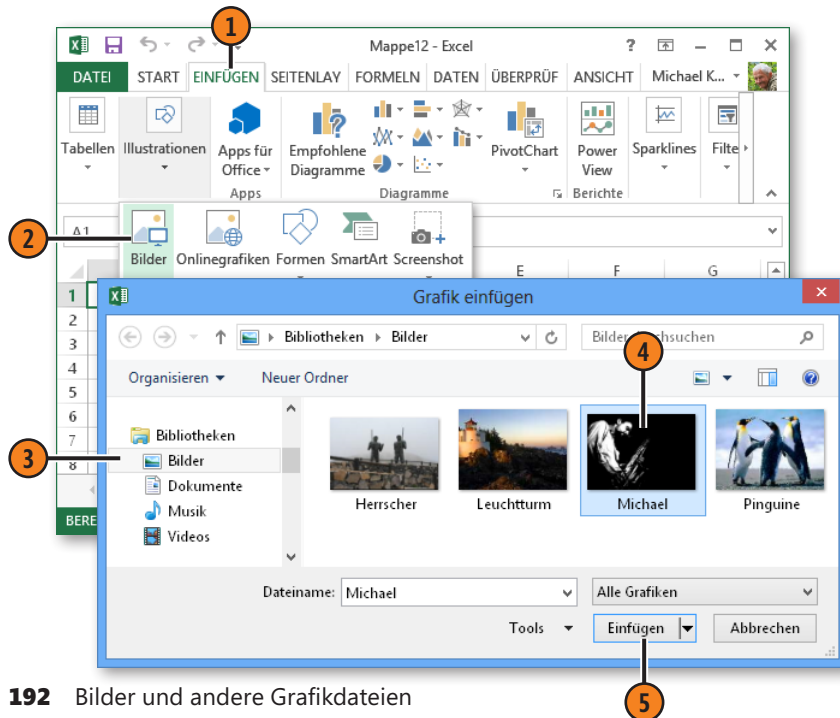 1
Mappe12 - Excel
DATEI START EINFÜGEN SEITENLAY FORMELN DATEN ÜBERPRÜF ANSICHT Michael K...
Tabellen Illustrationen Apps für Office Empfohlene Diagramme PivotChart Power View Sparklines Filte
Apps Diagramme Berichte
2
A1
Bilder Onlinegrafiken Formen SmartArt Screenshot
E F G
1
2
3
4
5
6
7
8
BERE
Grafik einfügen
Bibliotheken Bilder
Bilder durchsuchen
4
Organisieren Neuer Ordner
Bibliotheken
3
Bilder
Dokumente
Musik
Videos
Herrscher Leuchtturm Michael Pinguine
Dateiname: Michael Alle Grafiken
Tools Einfügen Abbrechen
5
192 Bilder und andere Grafikdateien